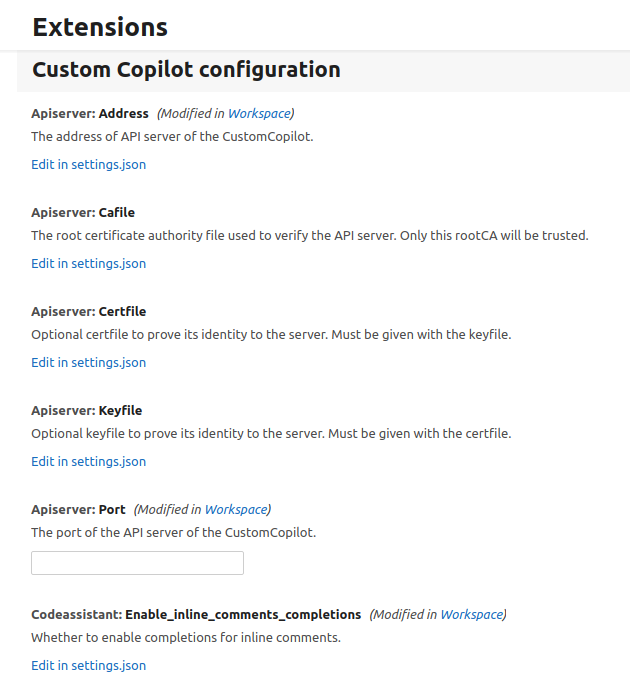 Extensions
Custom Copilot configuration
Apiserver: Address (Modified in Workspace)
The address of API server of the CustomCopilot.
Edit in settings.json
Apiserver: Cafile
The root certificate authority file used to verify the API server. Only this rootCA will be trusted.
Edit in settings.json
Apiserver: Certfile
Optional certfile to prove its identity to the server. Must be given with the keyfile.
Edit in settings.json
Apiserver: Keyfile
Optional keyfile to prove its identity to the server. Must be given with the certfile.
Edit in settings.json
Apiserver: Port (Modified in Workspace)
The port of the API server of the CustomCopilot.
Codeassistant: Enable_inline_comments_completions (Modified in Workspace)
Whether to enable completions for inline comments.
Edit in settings.json